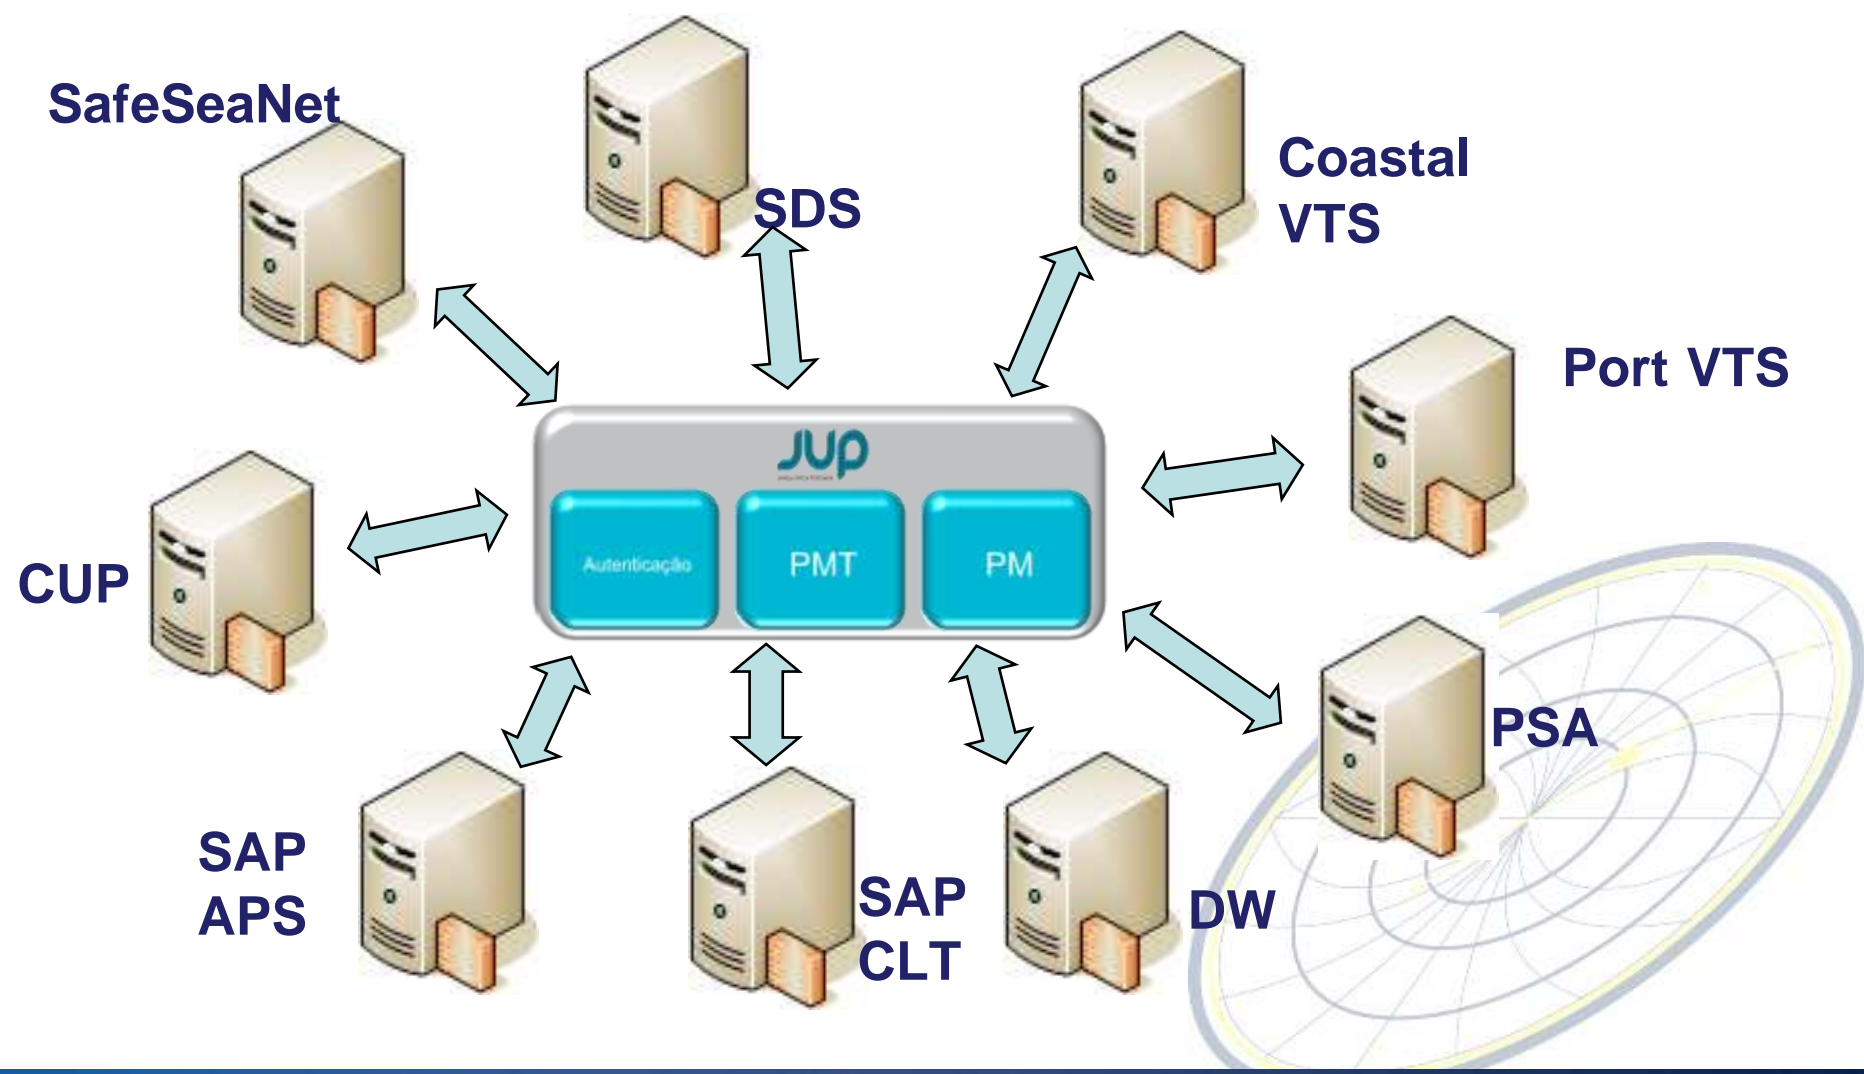 SafeSeaNet
SDS
Coastal
VTS
Port VTS
JUP
Autenticação
PMT
PM
CUP
PSA
SAP
APS
SAP
CLT
DW